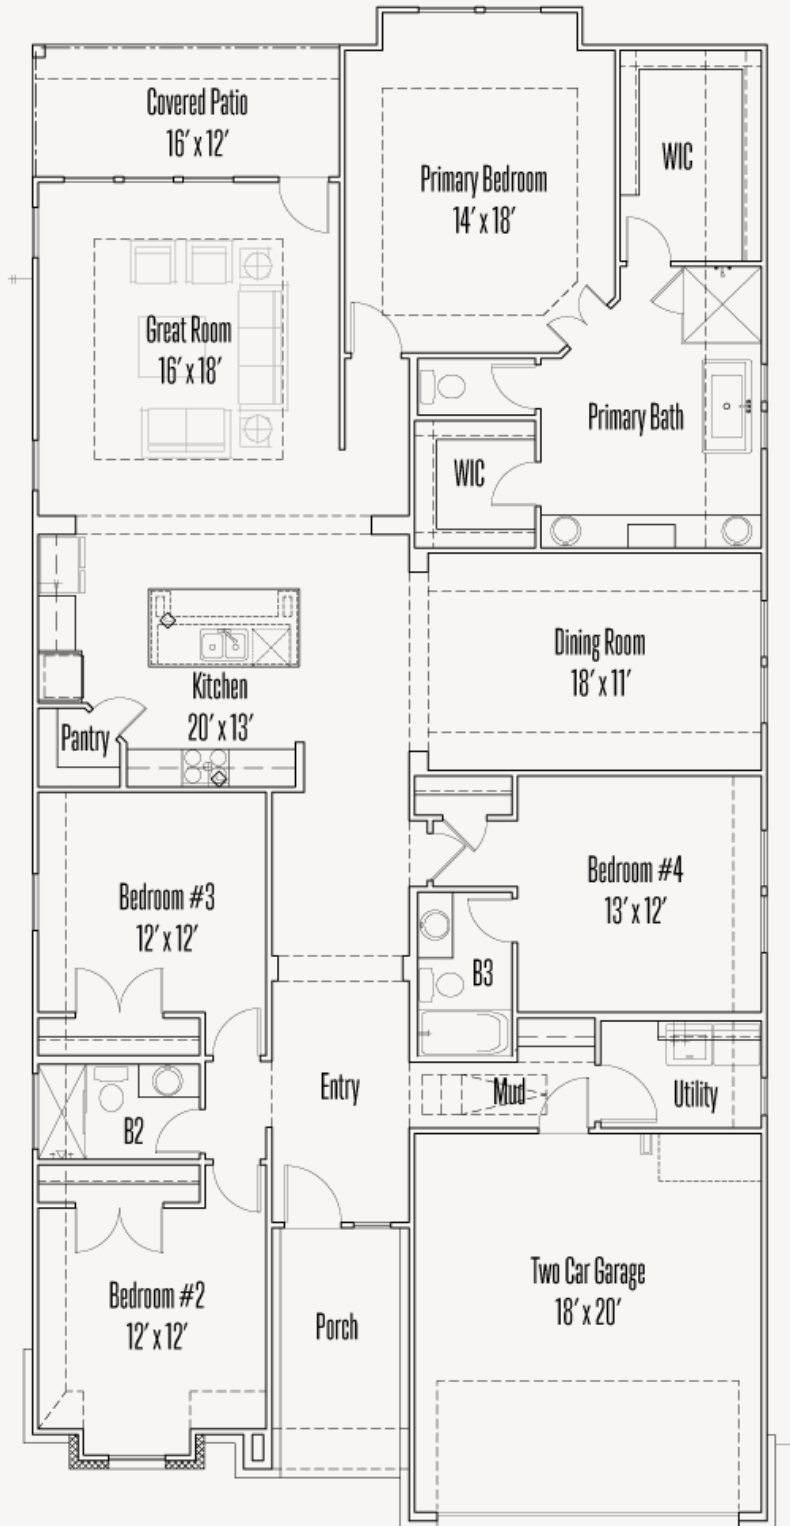 Covered Patio
16' x 12'
Primary Bedroom
14' x 18'
WIC
Great Room
16' x 18'
Primary Bath
WIC
Dining Room
18' x 11'
Kitchen
20' x 13'
Pantry
Bedroom #4
13' x 12'
Bedroom #3
12' x 12'
B3
Entry
Mud
Utility
B2
Two Car Garage
18' x 20'
Bedroom #2
12' x 12'
Porch